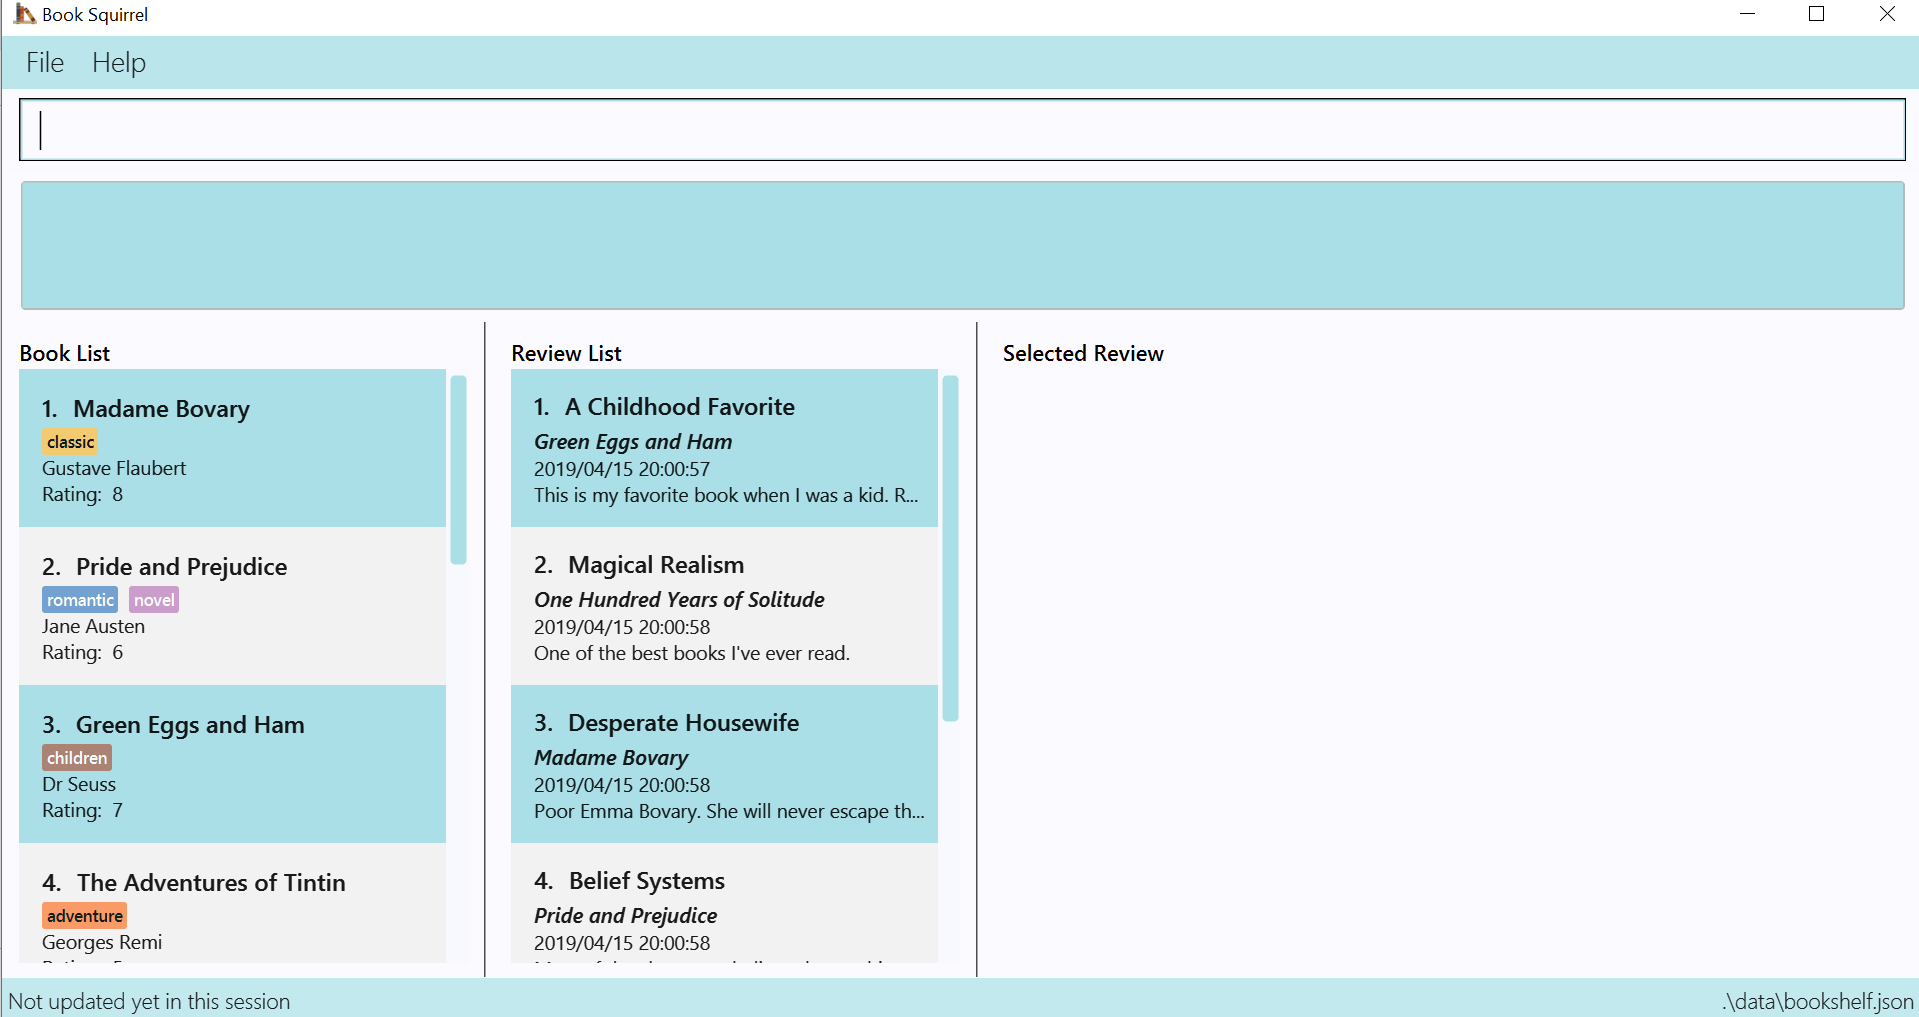 Book Squirrel
File Help
Book List
1. Madame Bovary
classic
Gustave Flaubert
Rating: 8
2. Pride and Prejudice
romantic novel
Jane Austen
Rating: 6
3. Green Eggs and Ham
children
Dr Seuss
Rating: 7
4. The Adventures of Tintin
adventure
Georges Remi
Review List
1. A Childhood Favorite
Green Eggs and Ham
2019/04/15 20:00:57
This is my favorite book when I was a kid. R...
2. Magical Realism
One Hundred Years of Solitude
2019/04/15 20:00:58
One of the best books I've ever read.
3. Desperate Housewife
Madame Bovary
2019/04/15 20:00:58
Poor Emma Bovary. She will never escape th...
4. Belief Systems
Pride and Prejudice
2019/04/15 20:00:58
Selected Review
Not updated yet in this session
.\data\bookshelf.json